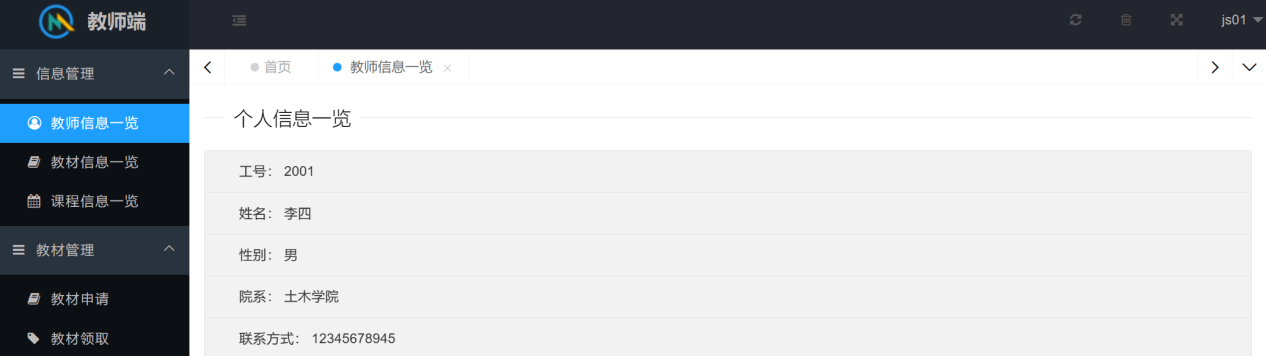 教师端
js01
信息管理
首页
教师信息一览
个人信息一览
教师信息一览
教材信息一览
课程信息一览
教材管理
教材申请
教材领取
工号： 2001
姓名： 李四
性别： 男
院系： 土木学院
联系方式： 12345678945